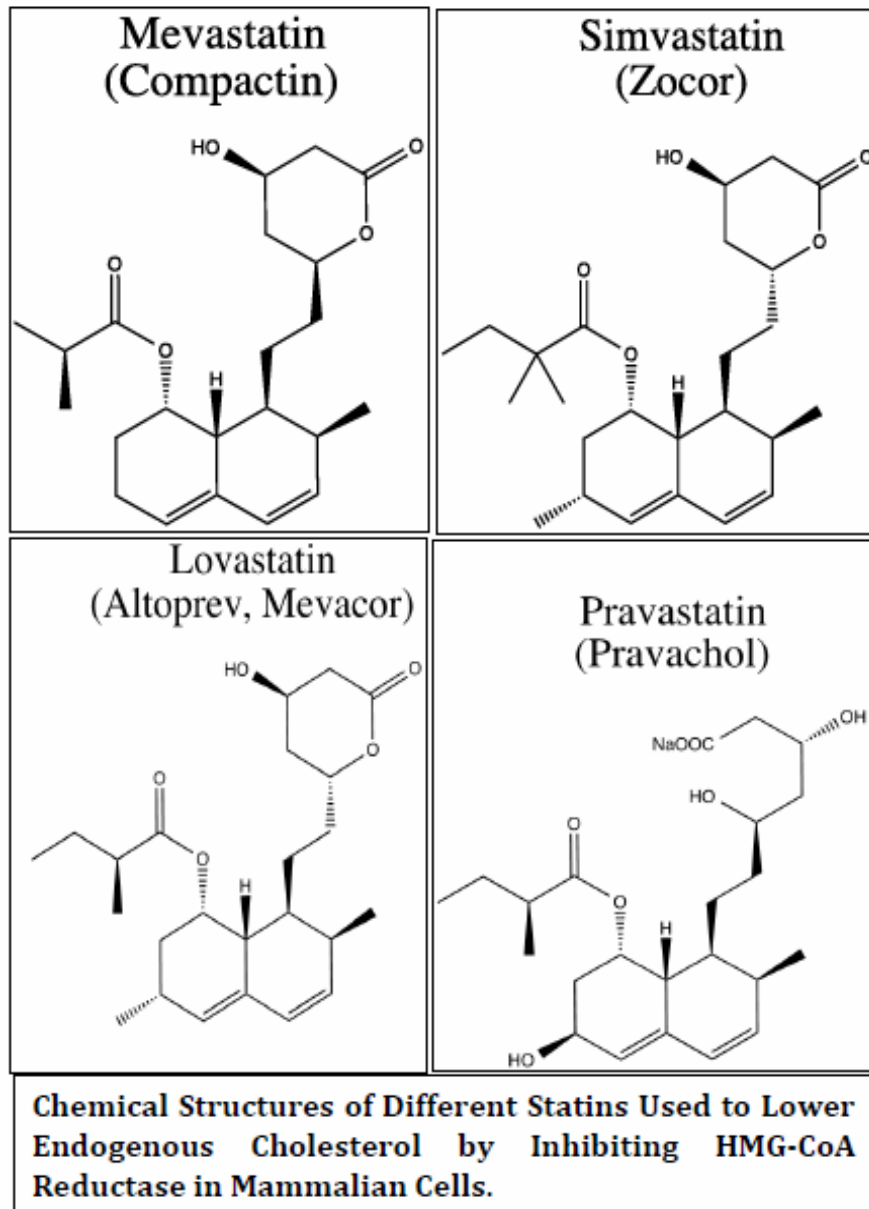 Mevastatin
(Compactin)
HO
O
O
O
O
H
Simvastatin
(Zocor)
HO
O
O
O
O
H
Lovastatin
(Altoprev, Mevacor)
HO
O
O
O
O
H
Pravastatin
(Pravachol)
OH
NaOOC
HO
O
O
H
HO
Chemical Structures of Different Statins Used to Lower
Endogenous Cholesterol by Inhibiting HMG-CoA
Reductase in Mammalian Cells.